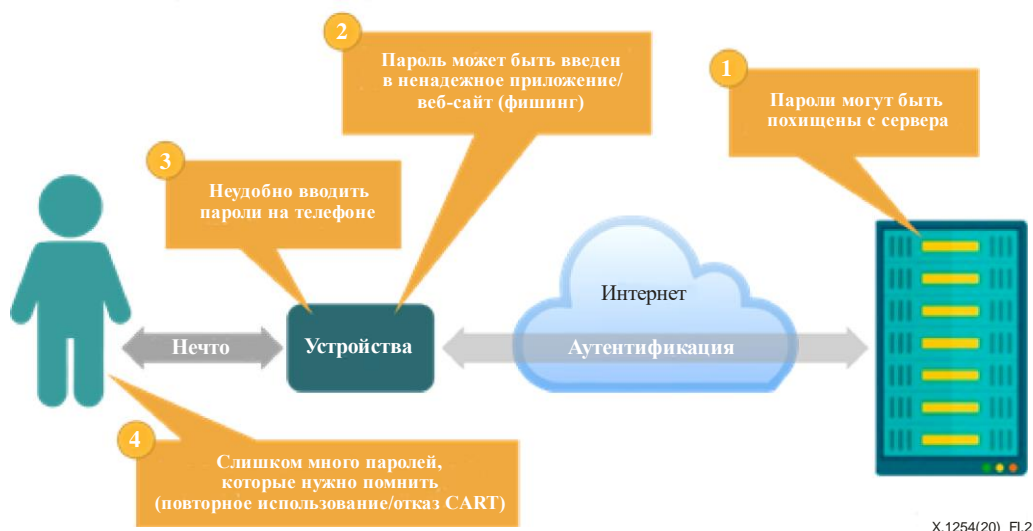 2
Пароль может быть введен
в ненадежное приложение/
веб-сайт (фишинг)
1
Пароли могут быть
похищены с сервера
3
Неудобно вводить
пароли на телефоне
Интернет
Нечто
Устройства
Аутентификация
4
Слишком много паролей,
которые нужно помнить
(повторное использование/отказ CART)
X.1254(20)_FI.2